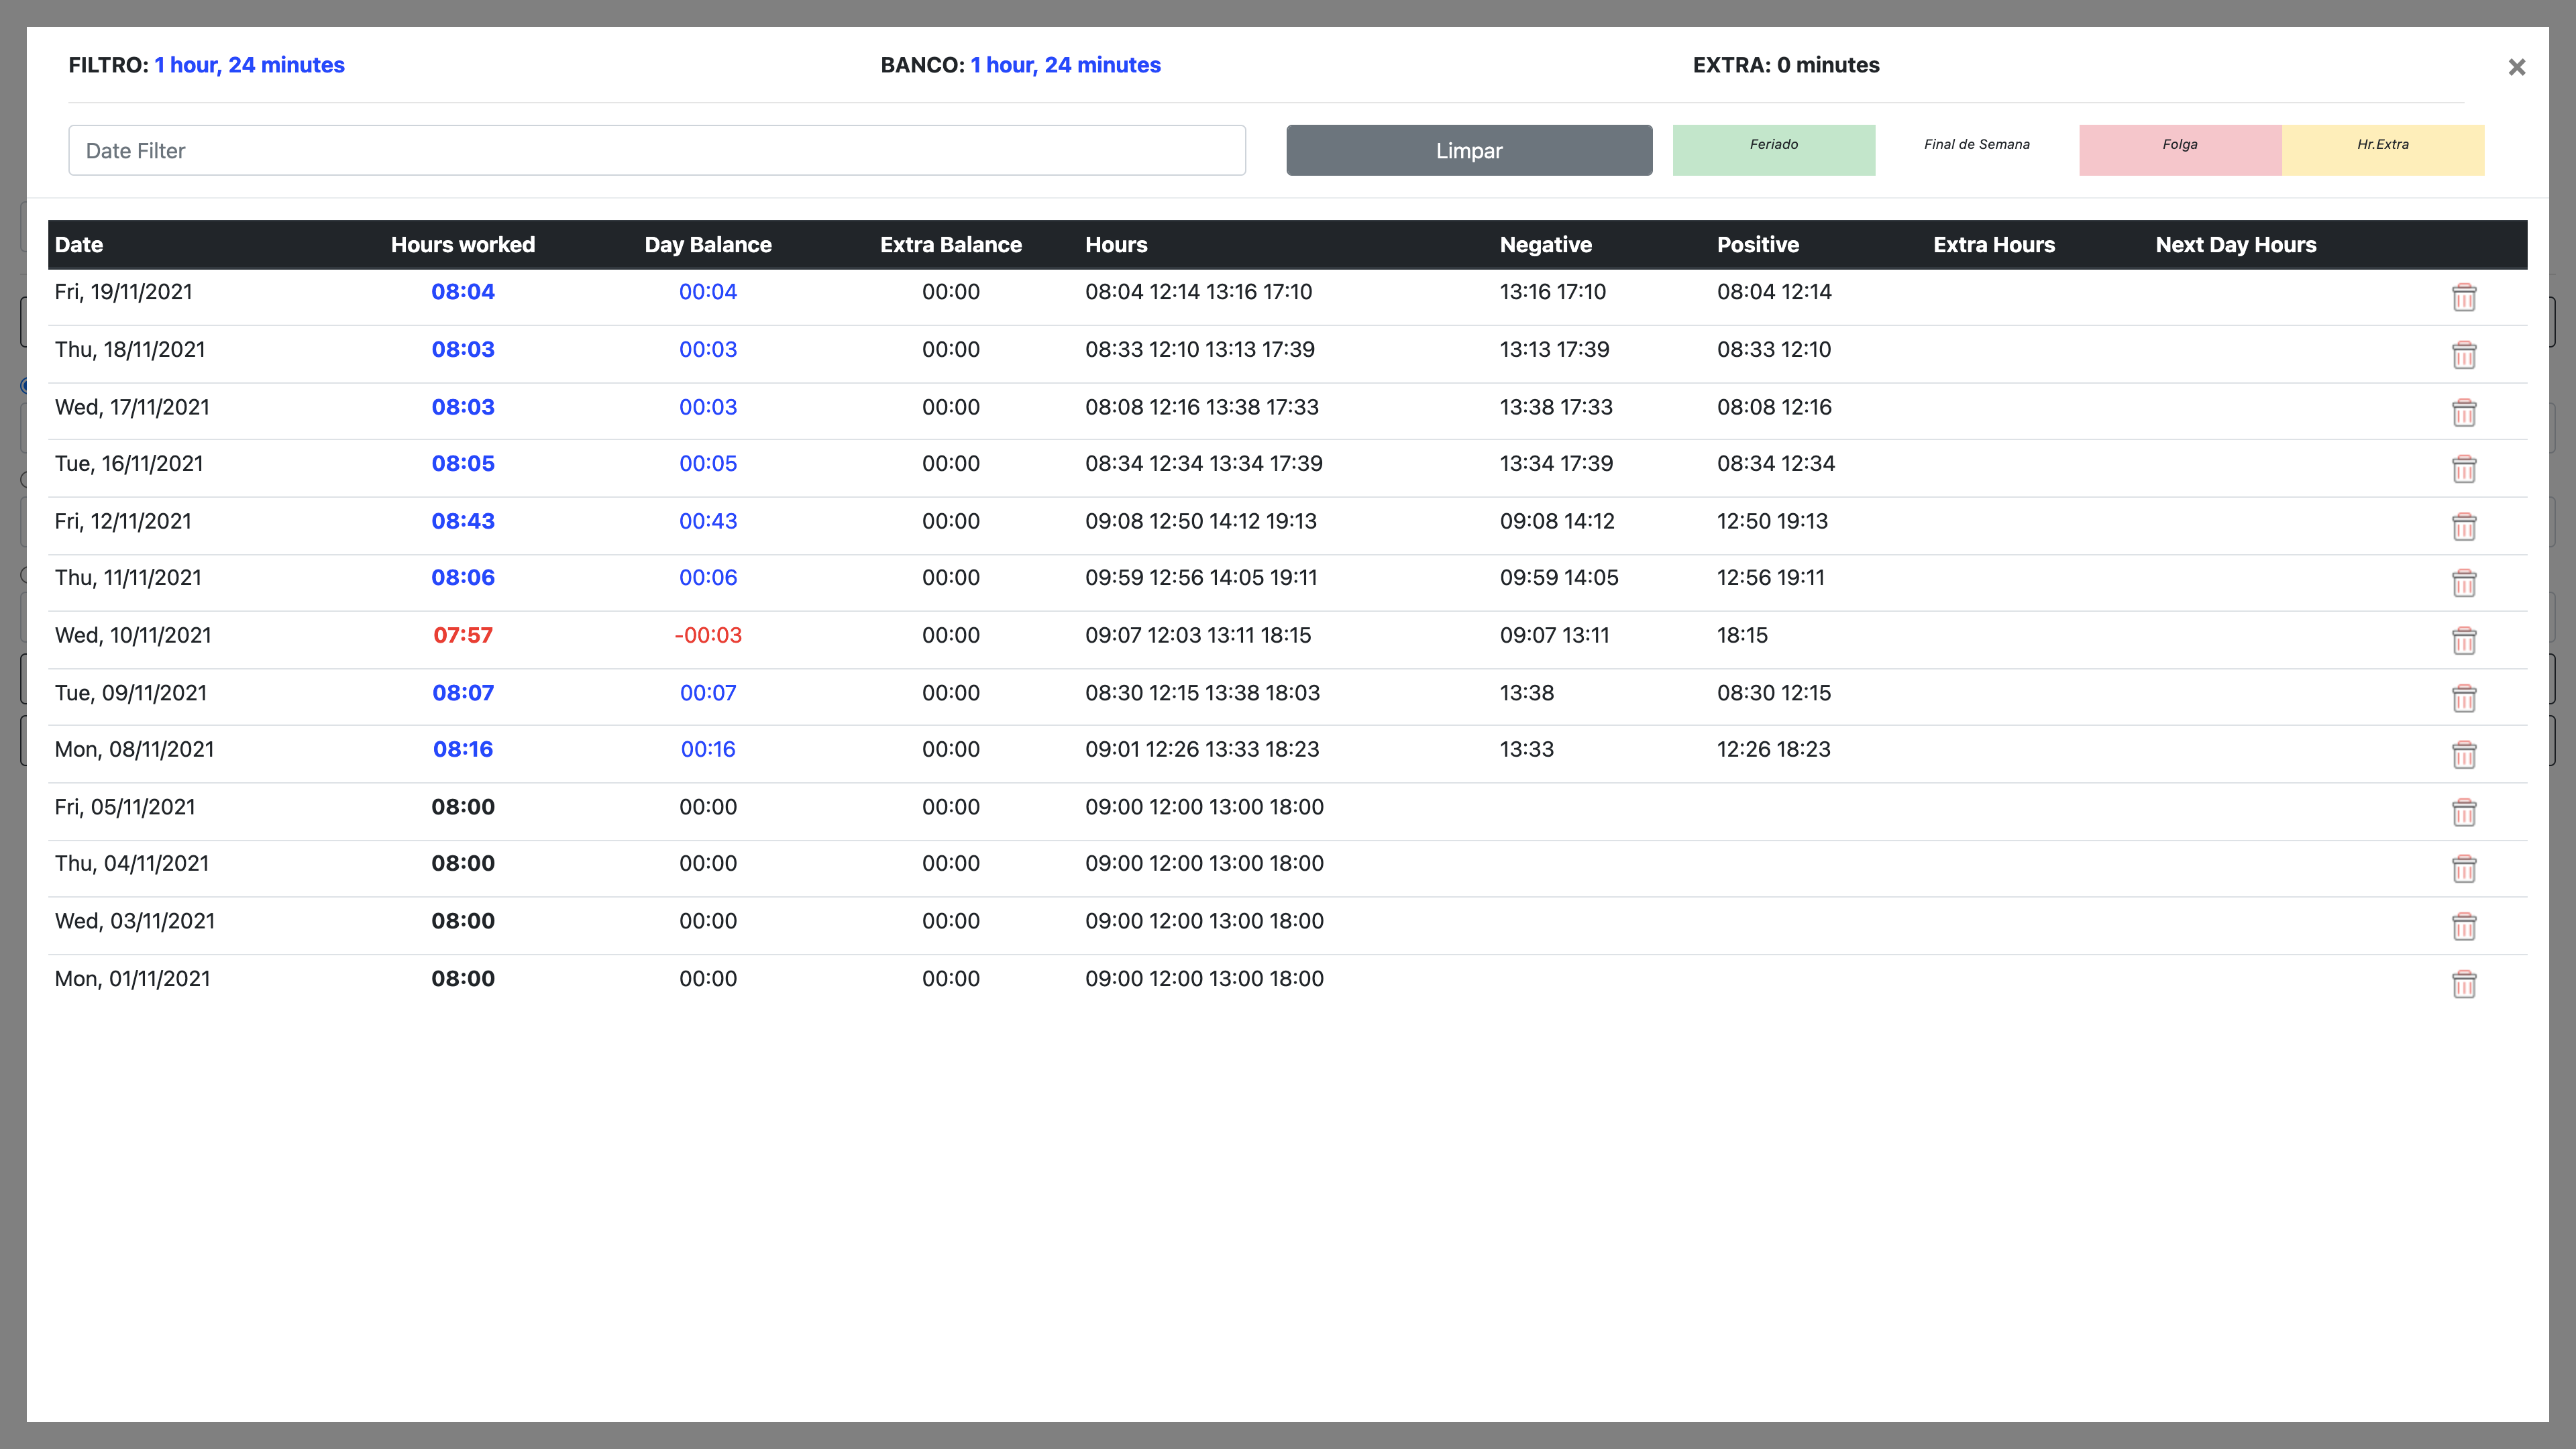 FILTRO: 1 hour, 24 minutes BANCO: 1 hour, 24 minutes EXTRA: 0 minutes ×
Date Filter Limpar Feriado Final de Semana Folga Hr.Extra
Date Hours worked Day Balance Extra Balance Hours Negative Positive Extra Hours Next Day Hours
Fri, 19/11/2021 08:04 00:04 00:00 08:04 12:14 13:16 17:10 13:16 17:10 08:04 12:14
Thu, 18/11/2021 08:03 00:03 00:00 08:33 12:10 13:13 17:39 13:13 17:39 08:33 12:10
Wed, 17/11/2021 08:03 00:03 00:00 08:08 12:16 13:38 17:33 13:38 17:33 08:08 12:16
Tue, 16/11/2021 08:05 00:05 00:00 08:34 12:34 13:34 17:39 13:34 17:39 08:34 12:34
Fri, 12/11/2021 08:43 00:43 00:00 09:08 12:50 14:12 19:13 09:08 14:12 12:50 19:13
Thu, 11/11/2021 08:06 00:06 00:00 09:59 12:56 14:05 19:11 09:59 14:05 12:56 19:11
Wed, 10/11/2021 07:57 -00:03 00:00 09:07 12:03 13:11 18:15 09:07 13:11 18:15
Tue, 09/11/2021 08:07 00:07 00:00 08:30 12:15 13:38 18:03 13:38 08:30 12:15
Mon, 08/11/2021 08:16 00:16 00:00 09:01 12:26 13:33 18:23 13:33 12:26 18:23
Fri, 05/11/2021 08:00 00:00 00:00 09:00 12:00 13:00 18:00
Thu, 04/11/2021 08:00 00:00 00:00 09:00 12:00 13:00 18:00
Wed, 03/11/2021 08:00 00:00 00:00 09:00 12:00 13:00 18:00
Mon, 01/11/2021 08:00 00:00 00:00 09:00 12:00 13:00 18:00